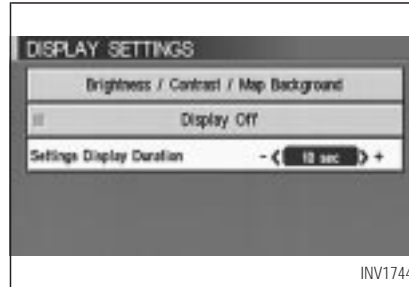 DISPLAY SETTINGS
Brightness / Contrast / Map Background
Display Off
Settings Display Duration - 10 sec +
INV1744